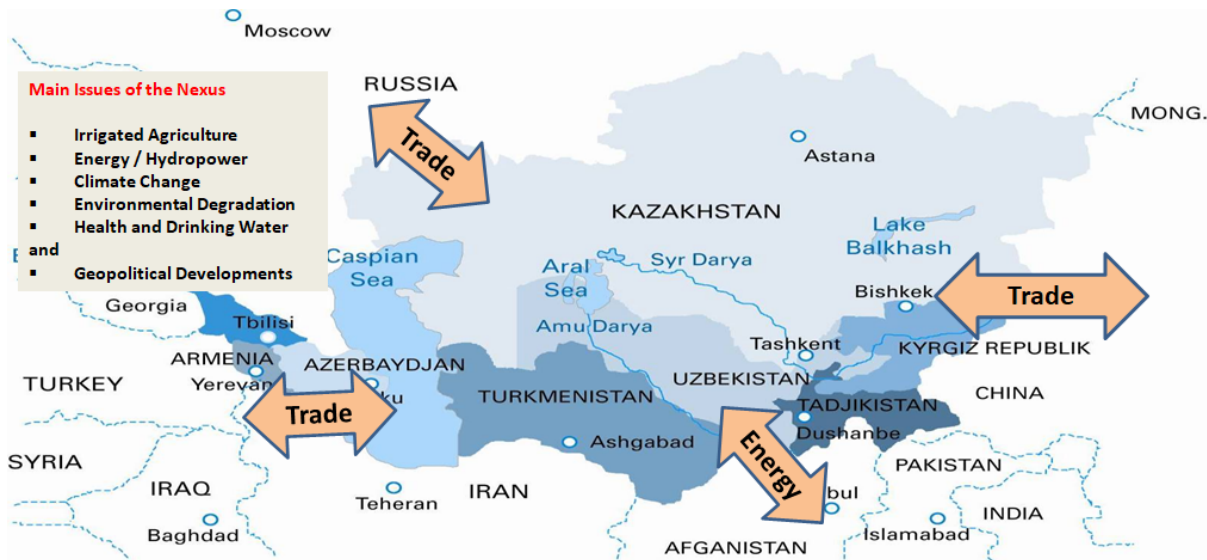 Moscow
RUSSIA
Main Issues of the Nexus
▪ Irrigated Agriculture
▪ Energy / Hydropower
▪ Climate Change
▪ Environmental Degradation
▪ Health and Drinking Water
and
▪ Geopolitical Developments
Trade
MONG.
Astana
KAZAKHSTAN
Lake
Balkhash
Caspian
Sea
Aral
Sea
Syr Darya
Amu Darya
Bishkek
Trade
Georgia
Tbilisi
Tashkent
KYRGIZ REPUBLIK
ARMENIA
AZERBAYDJAN
Yerevan
TURKEY
UZBEKISTAN
CHINA
TURKMENISTAN
TADJIKISTAN
Trade
ku
Dushanbe
Ashgabad
Energy
SYRIA
PAKISTAN
IRAQ
IRAN
Teheran
bul
INDIA
Baghdad
Islamabad
AFGANISTAN